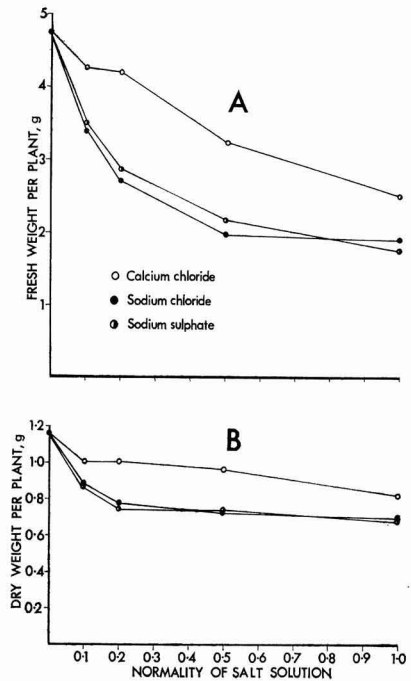 5
4
3
2
1
FRESH WEIGHT PER PLANT, g
A
Calcium chloride
Sodium chloride
Sodium sulphate
1·2
1·0
0·8
0·6
0·4
0·2
DRY WEIGHT PER PLANT, g
B
0·1 0·2 0·3 0·4 0·5 0·6 0·7 0·8 0·9 1·0
NORMALITY OF SALT SOLUTION